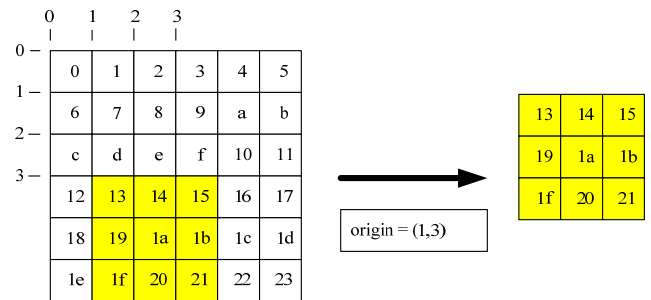 0 1 2 3
0
0 1 2 3 4 5
1
6 7 8 9 a b
2
c d e f 10 11
3
12 13 14 15 16 17
18 19 1a 1b 1c 1d
1e 1f 20 21 22 23
origin = (1,3)
13 14 15
19 1a 1b
1f 20 21